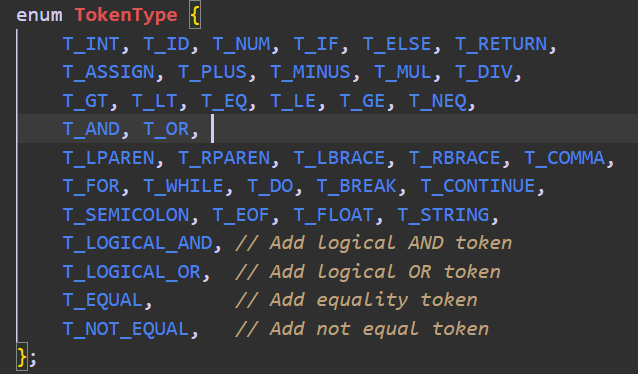 enum TokenType {
    T_INT, T_ID, T_NUM, T_IF, T_ELSE, T_RETURN,
    T_ASSIGN, T_PLUS, T_MINUS, T_MUL, T_DIV,
    T_GT, T_LT, T_EQ, T_LE, T_GE, T_NEQ,
    T_AND, T_OR,
    T_LPAREN, T_RPAREN, T_LBRACE, T_RBRACE, T_COMMA,
    T_FOR, T_WHILE, T_DO, T_BREAK, T_CONTINUE,
    T_SEMICOLON, T_EOF, T_FLOAT, T_STRING,
    T_LOGICAL_AND, // Add logical AND token
    T_LOGICAL_OR,  // Add logical OR token
    T_EQUAL,       // Add equality token
    T_NOT_EQUAL,   // Add not equal token
};